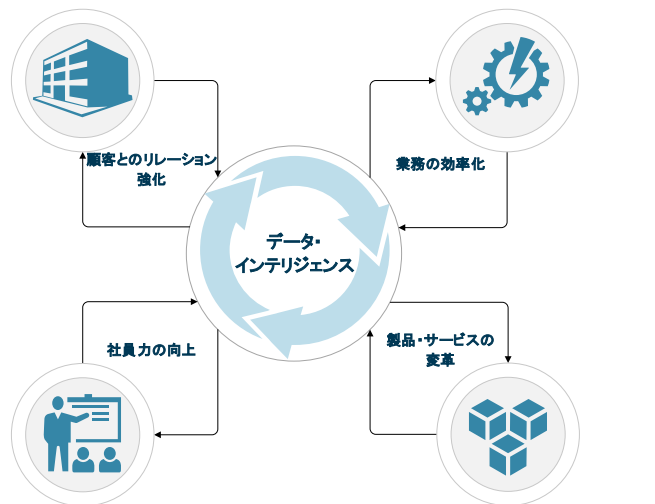 顧客とのリレーション
強化
業務の効率化
データ・
インテリジェンス
社員力の向上
製品・サービスの
変革